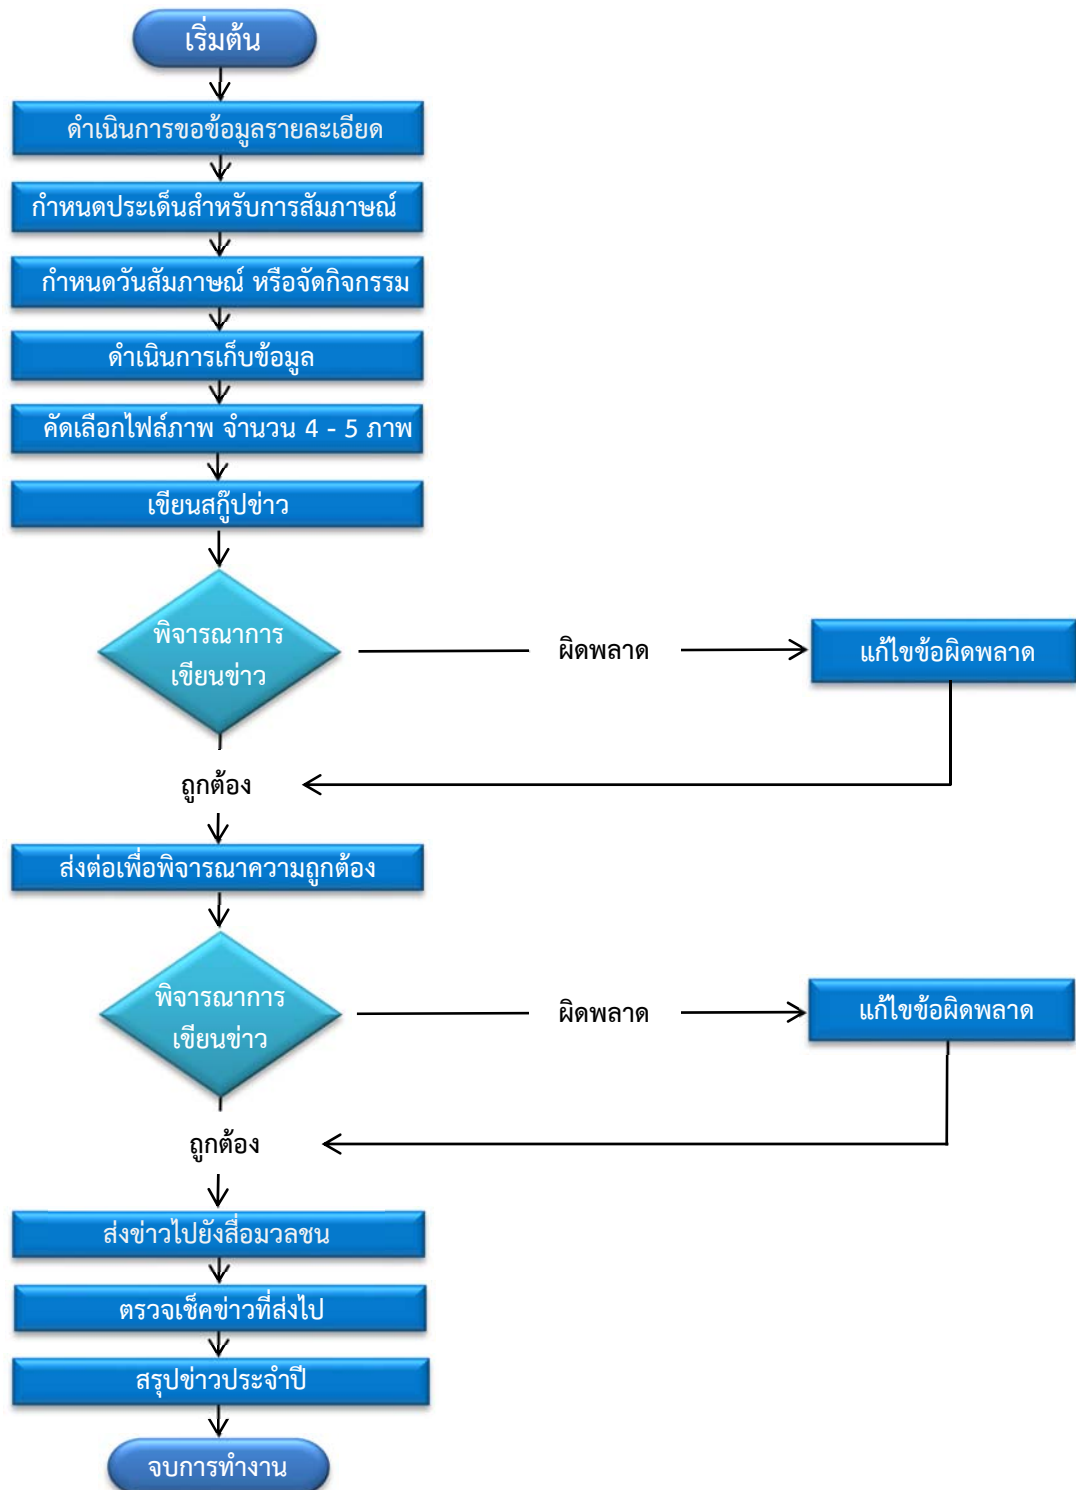 เริ่มต้น
ดำเนินการขอข้อมูลรายละเอียด
กำหนดประเด็นสำหรับการสัมภาษณ์
กำหนดวันสัมภาษณ์ หรือจัดกิจกรรม
ดำเนินการเก็บข้อมูล
คัดเลือกไฟล์ภาพ จำนวน 4 - 5 ภาพ
เขียนสกู๊ปข่าว
พิจารณาการ
เขียนข่าว
ผิดพลาด
แก้ไขข้อผิดพลาด
ถูกต้อง
ส่งต่อเพื่อพิจารณาความถูกต้อง
พิจารณาการ
เขียนข่าว
ผิดพลาด
แก้ไขข้อผิดพลาด
ถูกต้อง
ส่งข่าวไปยังสื่อมวลชน
ตรวจเช็คข่าวที่ส่งไป
สรุปข่าวประจำปี
จบการทำงาน